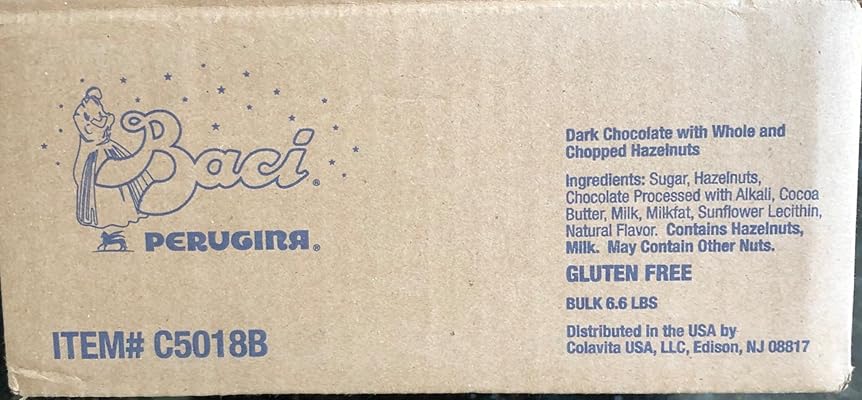 Baci®
PERUGINA®
ITEM# C5018B
Dark Chocolate with Whole and
Chopped Hazelnuts
Ingredients: Sugar, Hazelnuts,
Chocolate Processed with Alkali, Cocoa
Butter, Milk, Milkfat, Sunflower Lecithin,
Natural Flavor. Contains Hazelnuts,
Milk. May Contain Other Nuts.
GLUTEN FREE
BULK 6.6 LBS
Distributed in the USA by
Colavita USA, LLC, Edison, NJ 08817